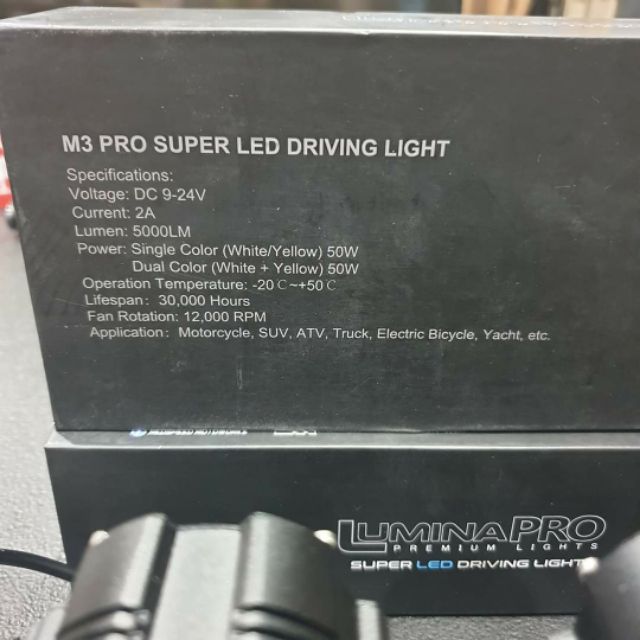 M3 PRO SUPER LED DRIVING LIGHT
Specifications:
Voltage: DC 9-24V
Current: 2A
Lumen: 5000LM
Power: Single Color (White/Yellow) 50W
Dual Color (White + Yellow) 50W
Operation Temperature: -20℃~+50℃
Lifespan: 30,000 Hours
Fan Rotation: 12,000 RPM
Application: Motorcycle, SUV, ATV, Truck, Electric Bicycle, Yacht, etc.
LUMINAPRO
PREMIUM LIGHTS
SUPER LED DRIVING LIGHT